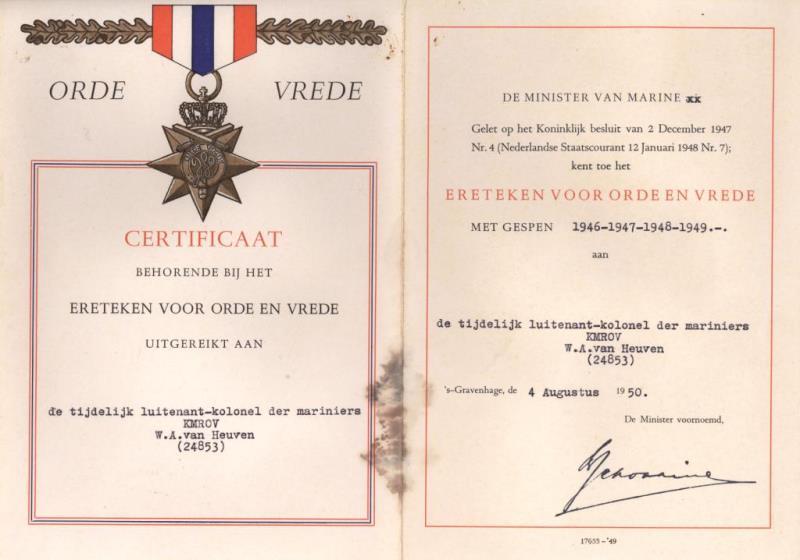 ORDE VREDE
CERTIFICAAT
BEHORENDE BIJ HET
ERETEKEN VOOR ORDE EN VREDE
UITGEREIKT AAN
de tijdelijk luitenant-kolonel der mariniers
KMROV
W.A.van Heuven
(24853)
DE MINISTER VAN MARINE xx
Gelet op het Koninklijk besluit van 2 December 1947
Nr. 4 (Nederlandse Staatscourant 12 Januari 1948 Nr. 7);
kent toe het
ERETEKEN VOOR ORDE EN VREDE
MET GESPEN 1946-1947-1948-1949.-.
aan
de tijdelijk luitenant-kolonel der mariniers
KMROV
W.A.van Heuven
(24853)
's-Gravenhage, de 4 Augustus 1950.
De Minister voornoemd,
17655 – '49